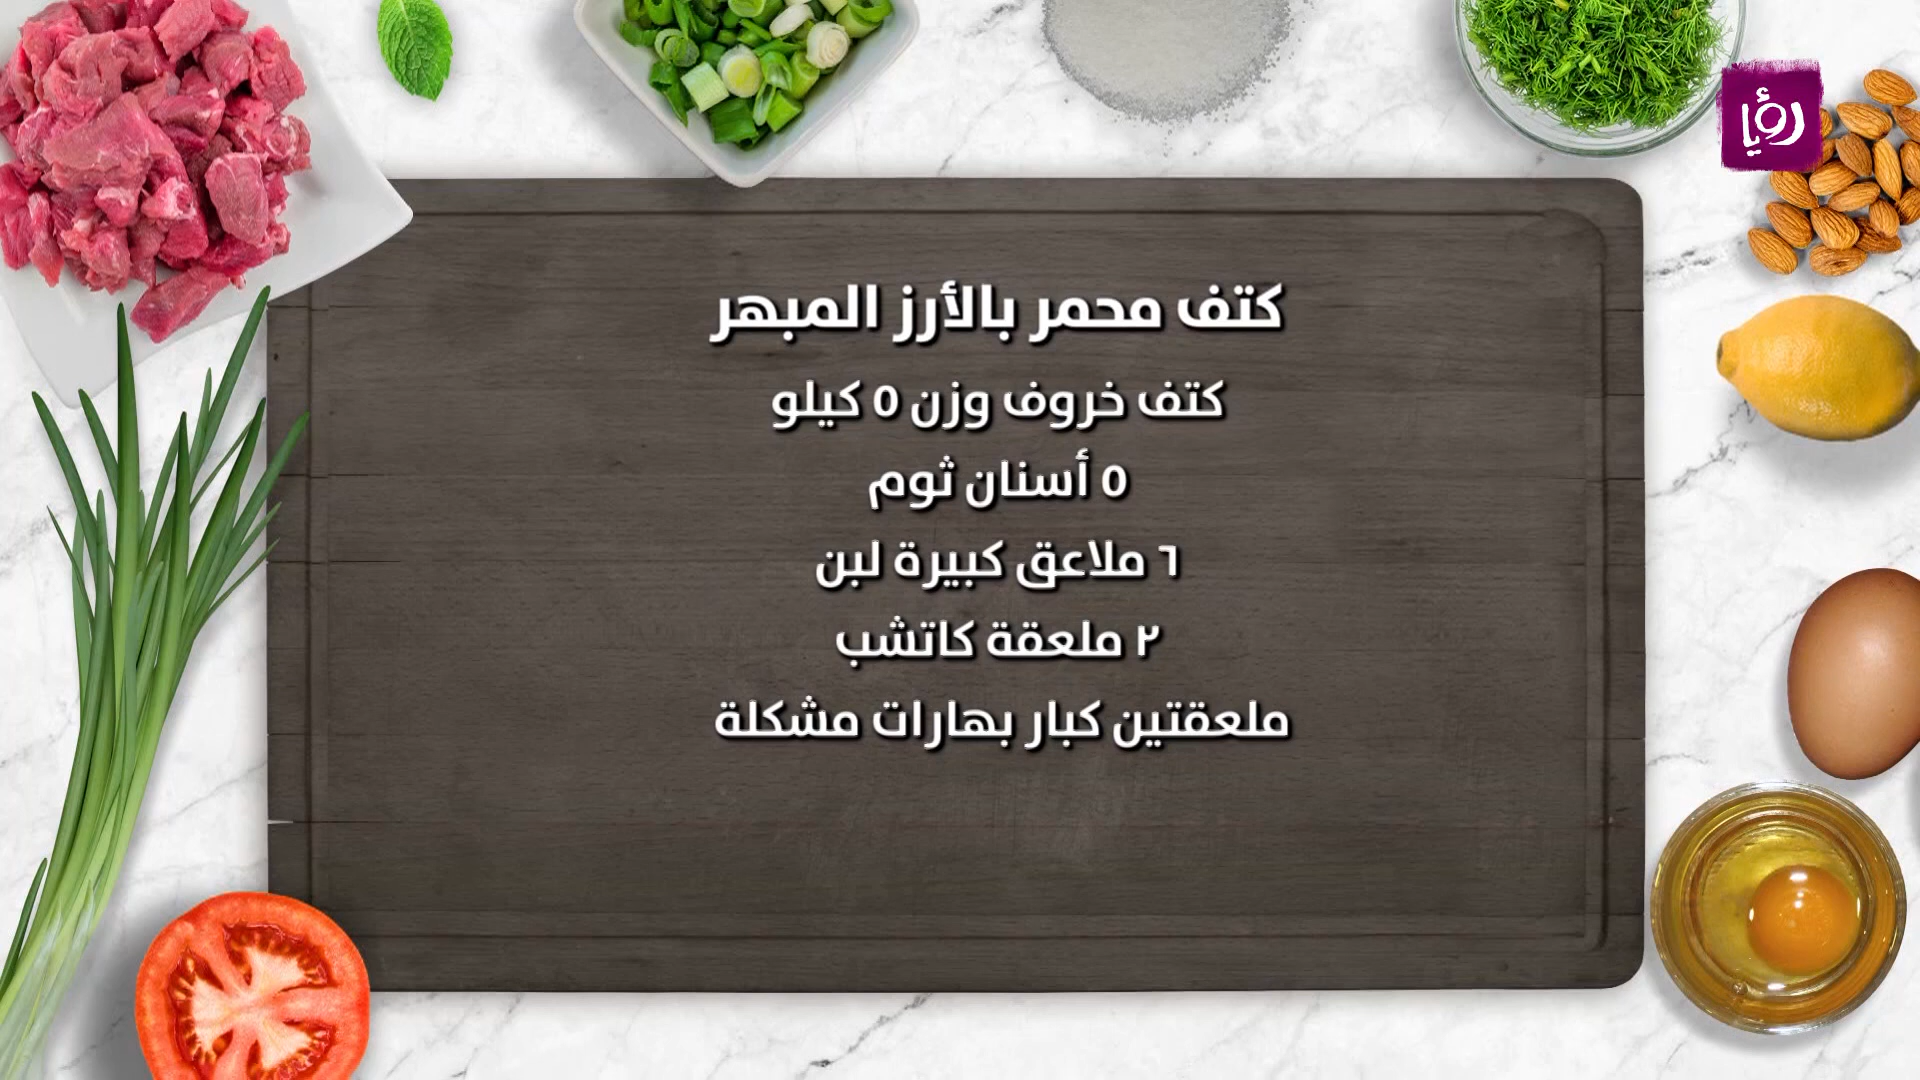 رؤيا
كتف محمر بالأرز المبهر
كتف خروف وزن ٥ كيلو
٥ أسنان ثوم
٦ ملاعق كبيرة لبن
٢ ملعقة كاتشب
ملعقتين كبار بهارات مشكلة